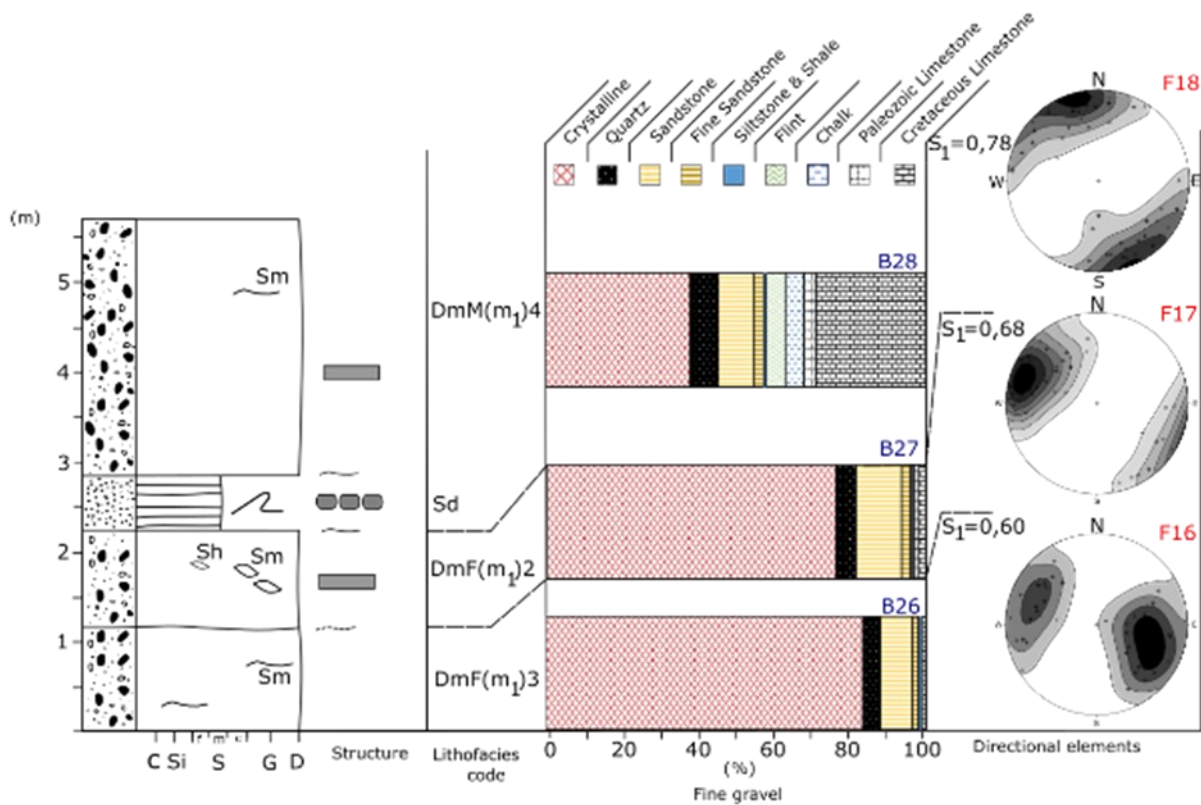 (m)
5
4
3
2
1
Sm
Sh
Sm
Sm
C Si S G D
f m c
Structure
Lithofacies
code
DmM(m1)4
Sd
DmF(m1)2
DmF(m1)3
Crystalline
Quartz
Sandstone
Fine Sandstone
Siltstone & Shale
Flint
Chalk
Paleozoic Limestone
Cretaceous Limestone
B28
B27
B26
0 20 40 60 80 100
(%)
Fine gravel
N
F18
S1=0,78
W
E
S
N
F17
S1=0,68
N
F16
S1=0,60
Directional elements